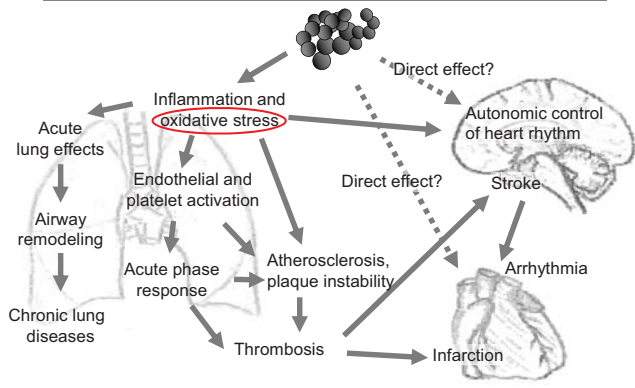 Direct effect?
Inflammation and
oxidative stress
Autonomic control
of heart rhythm
Acute
lung effects
Endothelial and
platelet activation
Direct effect?
Stroke
Airway
remodeling
Acute phase
response
Atherosclerosis,
plaque instability
Arrhythmia
Chronic lung
diseases
Thrombosis
Infarction